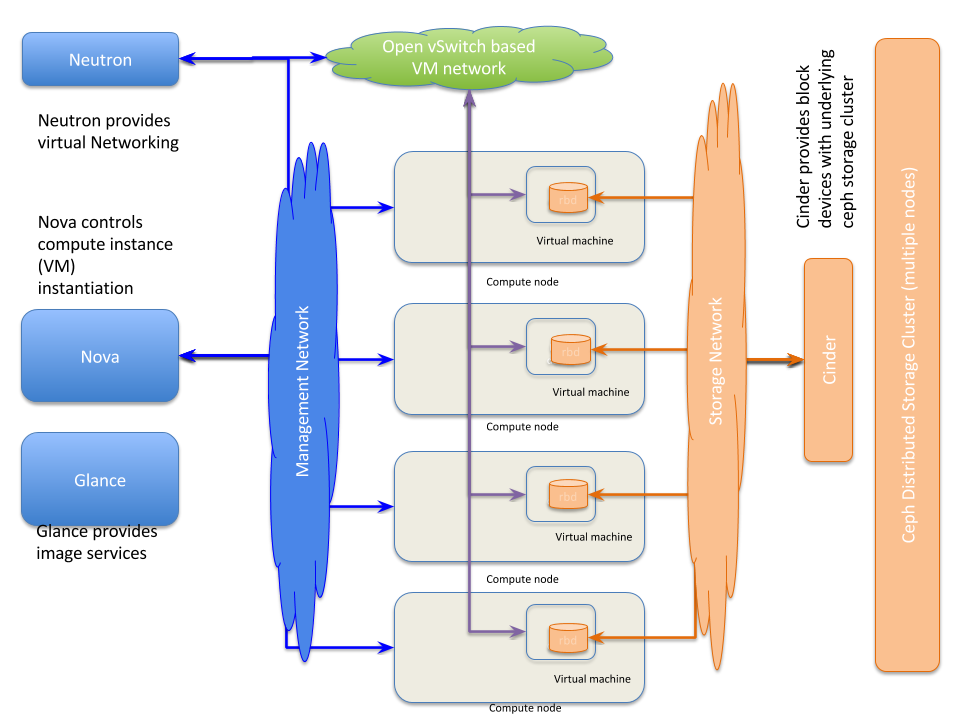 Neutron
Neutron provides
virtual Networking
Nova controls
compute instance
(VM)
instantiation
Nova
Glance
Glance provides
image services
Management Network
Open vSwitch based
VM network
rbd
Virtual machine
Compute node
rbd
Virtual machine
Compute node
rbd
Virtual machine
Compute node
rbd
Virtual machine
Compute node
Storage Network
Cinder provides block
devices with underlying
ceph storage cluster
Cinder
Ceph Distributed Storage Cluster (multiple nodes)